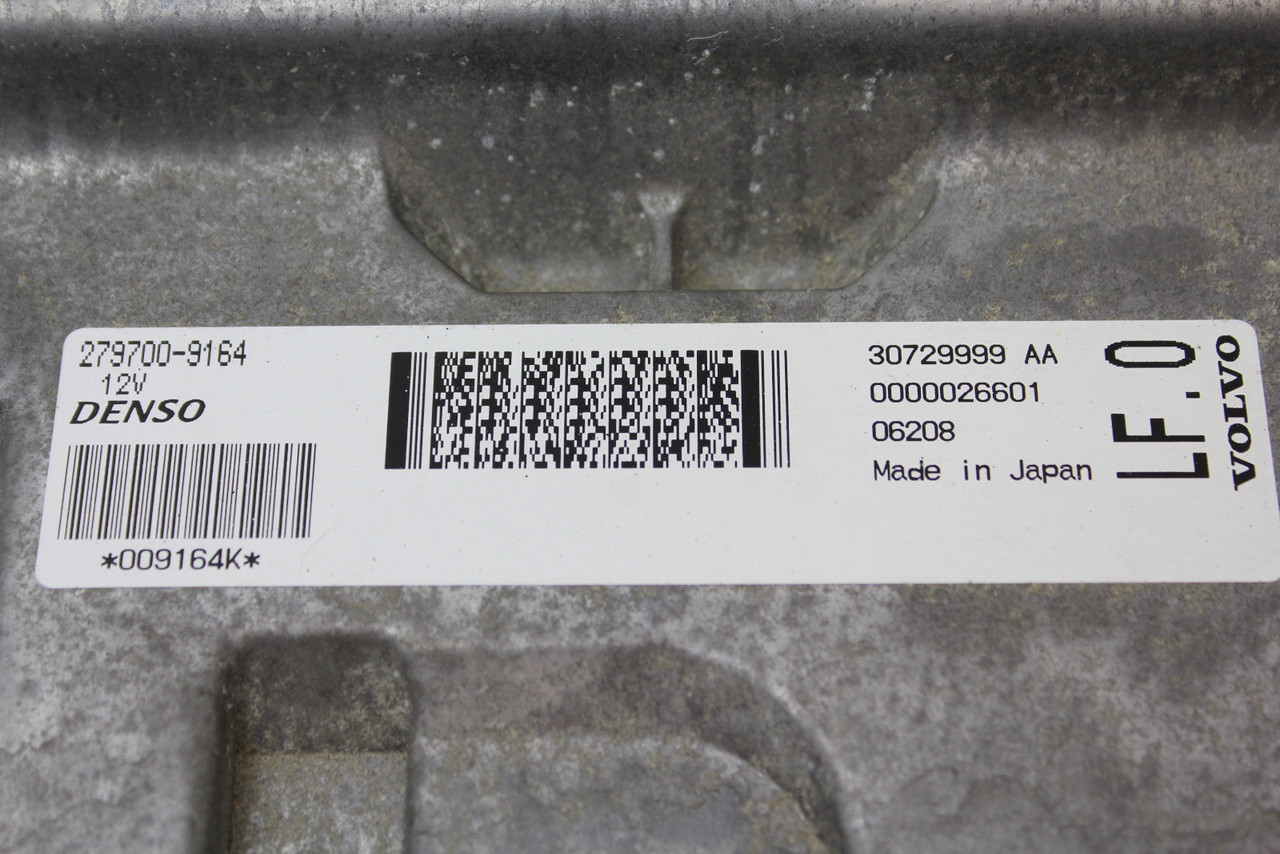 279700-9164
12V
DENSO
*009164K*
30729999 AA
0000026601
06208
Made in Japan
LF.0
VOLVO